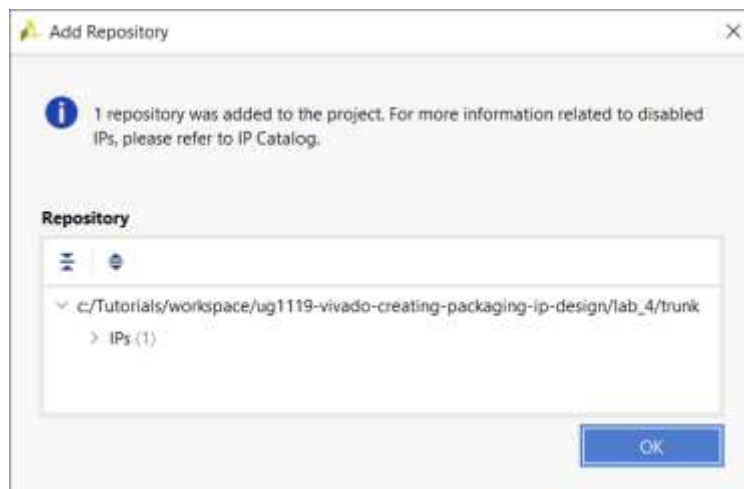 Add Repository
1 repository was added to the project. For more information related to disabled
IPs, please refer to IP Catalog.
Repository
c:/Tutorials/workspace/ug1119-vivado-creating-packaging-ip-design/lab_4/trunk
IPs (1)
OK